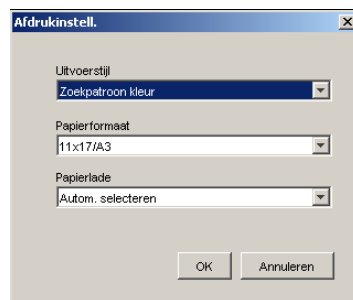 Afdrukinstell.
Uitvoerstijl
Zoekpatroon kleur
Papierformaat
11x17/A3
Papierlade
Autom. selecteren
OK Annuleren